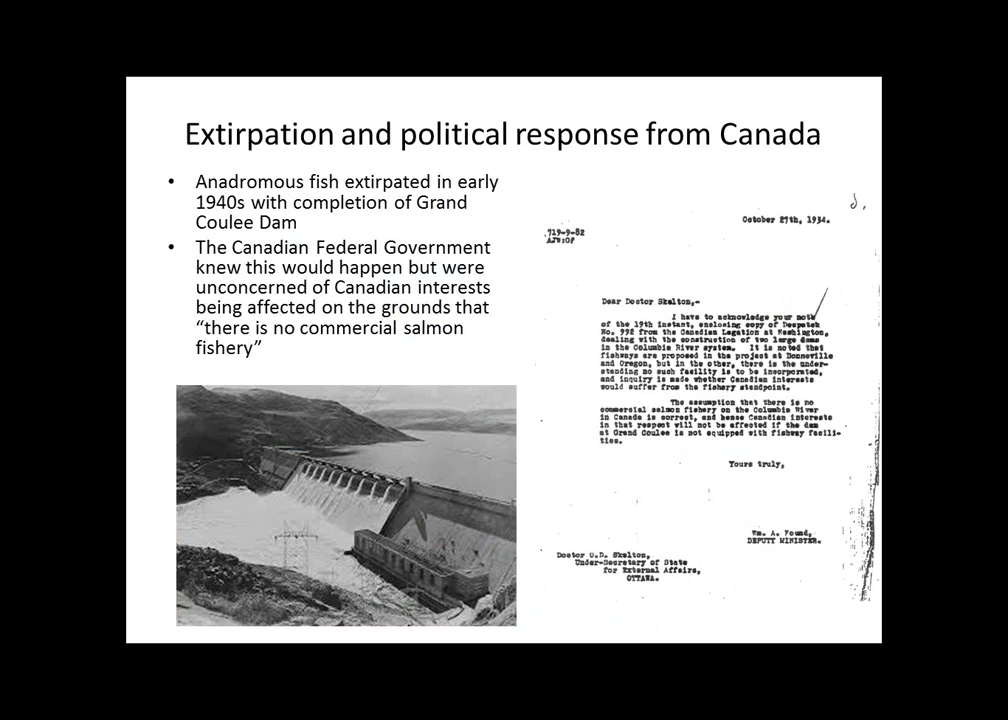 Extirpation and political response from Canada
• Anadromous fish extirpated in early
1940s with completion of Grand
Coulee Dam
• The Canadian Federal Government
knew this would happen but were
unconcerned of Canadian interests
being affected on the grounds that
“there is no commercial salmon
fishery”
October 27th, 1934.
719-9-82
Dear Doctor Skelton,-
I have to acknowledge your note
of the 19th instant, enclosing copy of Despatch
No. 992 from the Canadian Legation at Washington,
dealing with the construction of two large dams
in the Columbia River system. It is noted that
fishways are proposed in the project at Bonneville
and Oregon, but in the other, there is the under-
standing no such facility is to be incorporated,
and inquiry is made whether Canadian interests
would suffer from the fishery standpoint.
The assumption that there is no
commercial salmon fishery on the Columbia River
in Canada is correct, and hence Canadian interests
in that respect will not be affected if the dam
at Grand Coulee is not equipped with fishway facili-
ties.
Yours truly,
Wm. A. Found,
DEPUTY MINISTER.
Doctor O.D. Skelton,
Under-Secretary of State
for External Affairs,
OTTAWA.